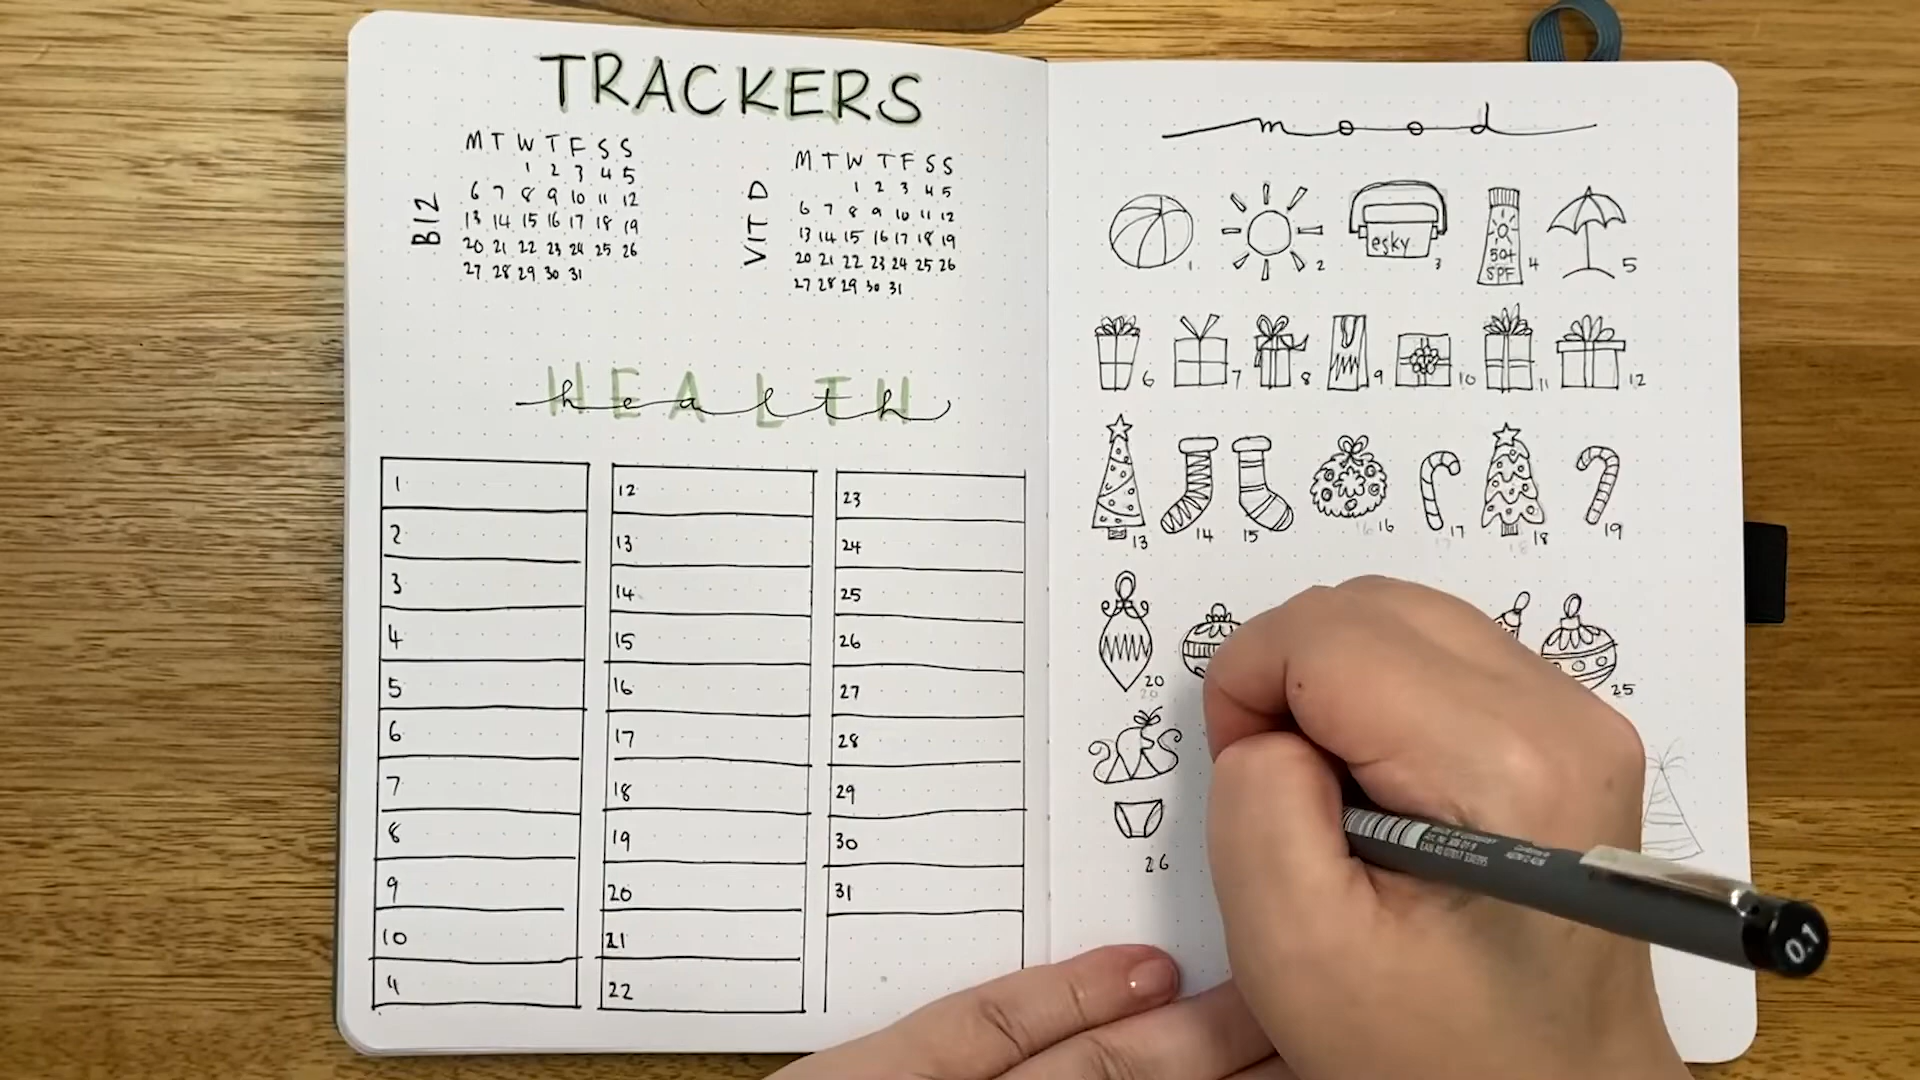 TRACKERS
B12
M T W T F S S
1 2 3 4 5
6 7 8 9 10 11 12
13 14 15 16 17 18 19
20 21 22 23 24 25 26
27 28 29 30 31
VIT D
M T W T F S S
1 2 3 4 5
6 7 8 9 10 11 12
13 14 15 16 17 18 19
20 21 22 23 24 25 26
27 28 29 30 31
HEALTH
health
1
2
3
4
5
6
7
8
9
10
11
12
13
14
15
16
17
18
19
20
21
22
23
24
25
26
27
28
29
30
31
mood
esky
50+
SPF
1 2 3 4 5
6 7 8 9 10 11 12
13 14 15 16 16 17 17 18 18 19
20 25
20
26
0.1